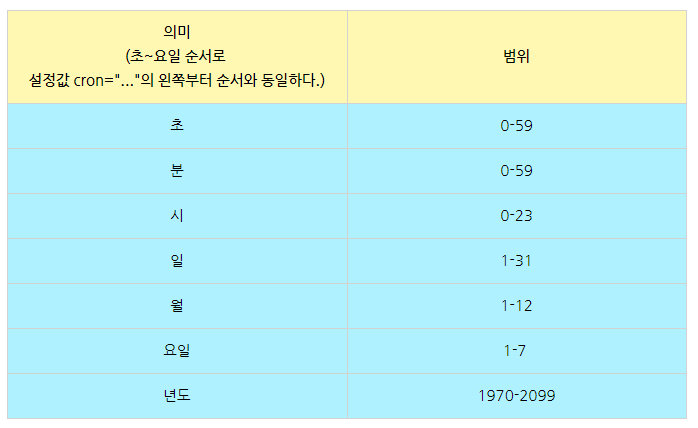 의미
(초~요일 순서로
설정값 cron="..."의 왼쪽부터 순서와 동일하다.)
범위
초
0-59
분
0-59
시
0-23
일
1-31
월
1-12
요일
1-7
년도
1970-2099